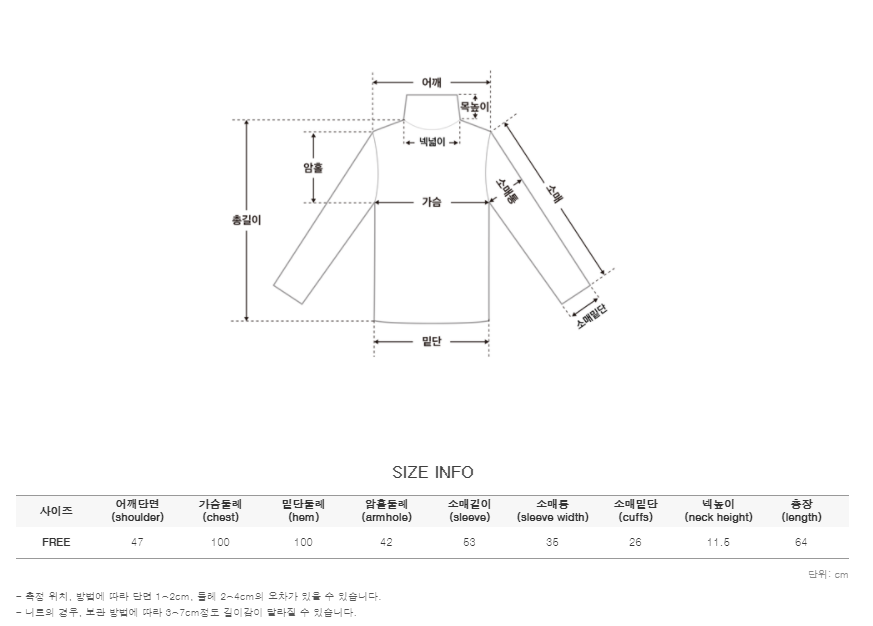 어깨
목높이
넥넓이
암홀
소매통
소매
가슴
총길이
소매밑단
밑단
SIZE INFO
사이즈 어깨단면 (shoulder) 가슴둘레 (chest) 밑단둘레 (hem) 암홀둘레 (armhole) 소매길이 (sleeve) 소매통 (sleeve width) 소매밑단 (cuffs) 넥높이 (neck height) 총장 (length)
FREE 47 100 100 42 53 35 26 11.5 64
단위: cm
- 측정 위치, 방법에 따라 단면 1~2cm, 둘레 2~4cm의 오차가 있을 수 있습니다.
- 니트의 경우, 보관 방법에 따라 3~7cm정도 길이감이 달라질 수 있습니다.